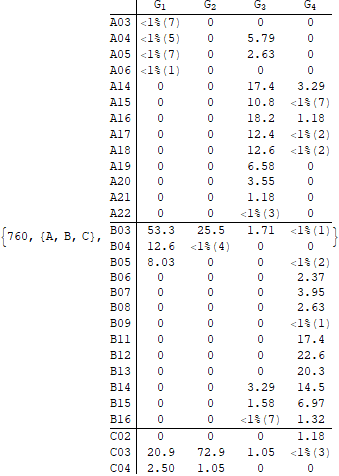 G1 G2 G3 G4
A03 <1%(7) 0 0 0
A04 <1%(5) 0 5.79 0
A05 <1%(7) 0 2.63 0
A06 <1%(1) 0 0 0
A14 0 0 17.4 3.29
A15 0 0 10.8 <1%(7)
A16 0 0 18.2 1.18
A17 0 0 12.4 <1%(2)
A18 0 0 12.6 <1%(2)
A19 0 0 6.58 0
A20 0 0 3.55 0
A21 0 0 1.18 0
A22 0 0 <1%(3) 0
{760, {A, B, C}, B03 53.3 25.5 1.71 <1%(1) }
B04 12.6 <1%(4) 0 0
B05 8.03 0 0 <1%(2)
B06 0 0 0 2.37
B07 0 0 0 3.95
B08 0 0 0 2.63
B09 0 0 0 <1%(1)
B11 0 0 0 17.4
B12 0 0 0 22.6
B13 0 0 0 20.3
B14 0 0 3.29 14.5
B15 0 0 1.58 6.97
B16 0 0 <1%(7) 1.32
C02 0 0 0 1.18
C03 20.9 72.9 1.05 <1%(3)
C04 2.50 1.05 0 0